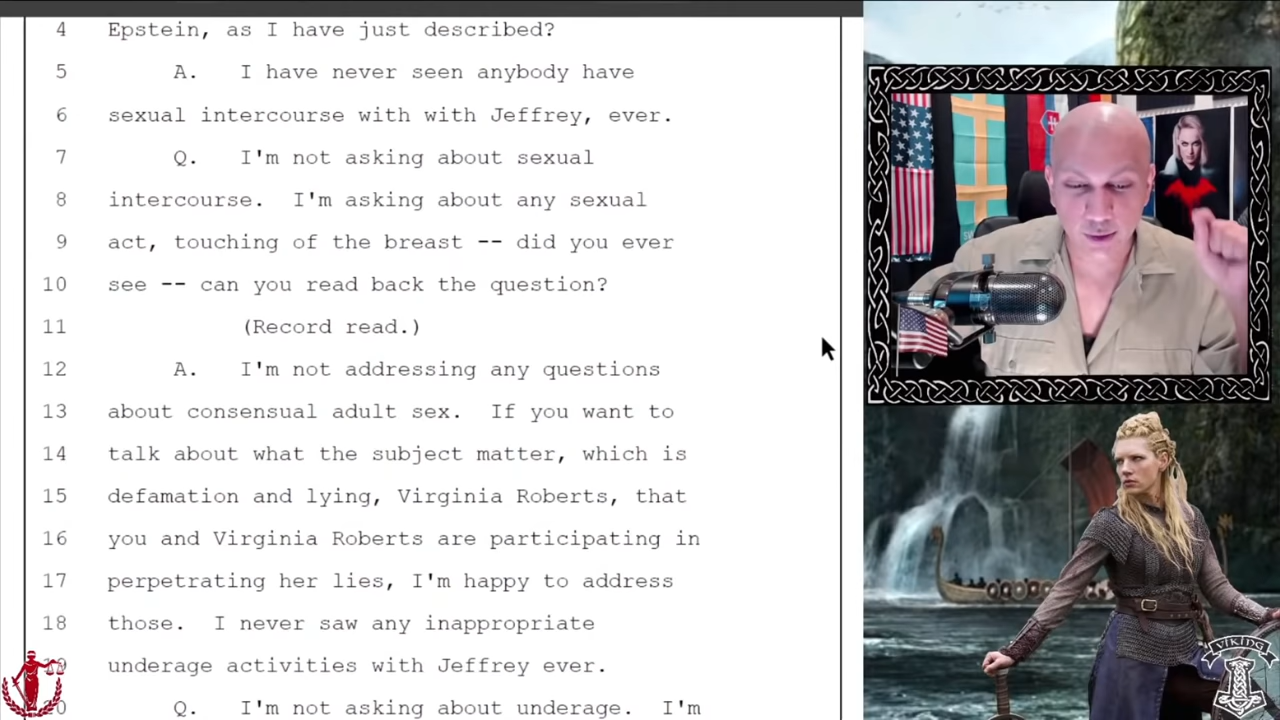 4 Epstein, as I have just described?
5 A. I have never seen anybody have
6 sexual intercourse with with Jeffrey, ever.
7 Q. I'm not asking about sexual
8 intercourse. I'm asking about any sexual
9 act, touching of the breast -- did you ever
10 see -- can you read back the question?
11 (Record read.)
12 A. I'm not addressing any questions
13 about consensual adult sex. If you want to
14 talk about what the subject matter, which is
15 defamation and lying, Virginia Roberts, that
16 you and Virginia Roberts are participating in
17 perpetrating her lies, I'm happy to address
18 those. I never saw any inappropriate
19 underage activities with Jeffrey ever.
20 Q. I'm not asking about underage. I'm
VIKING